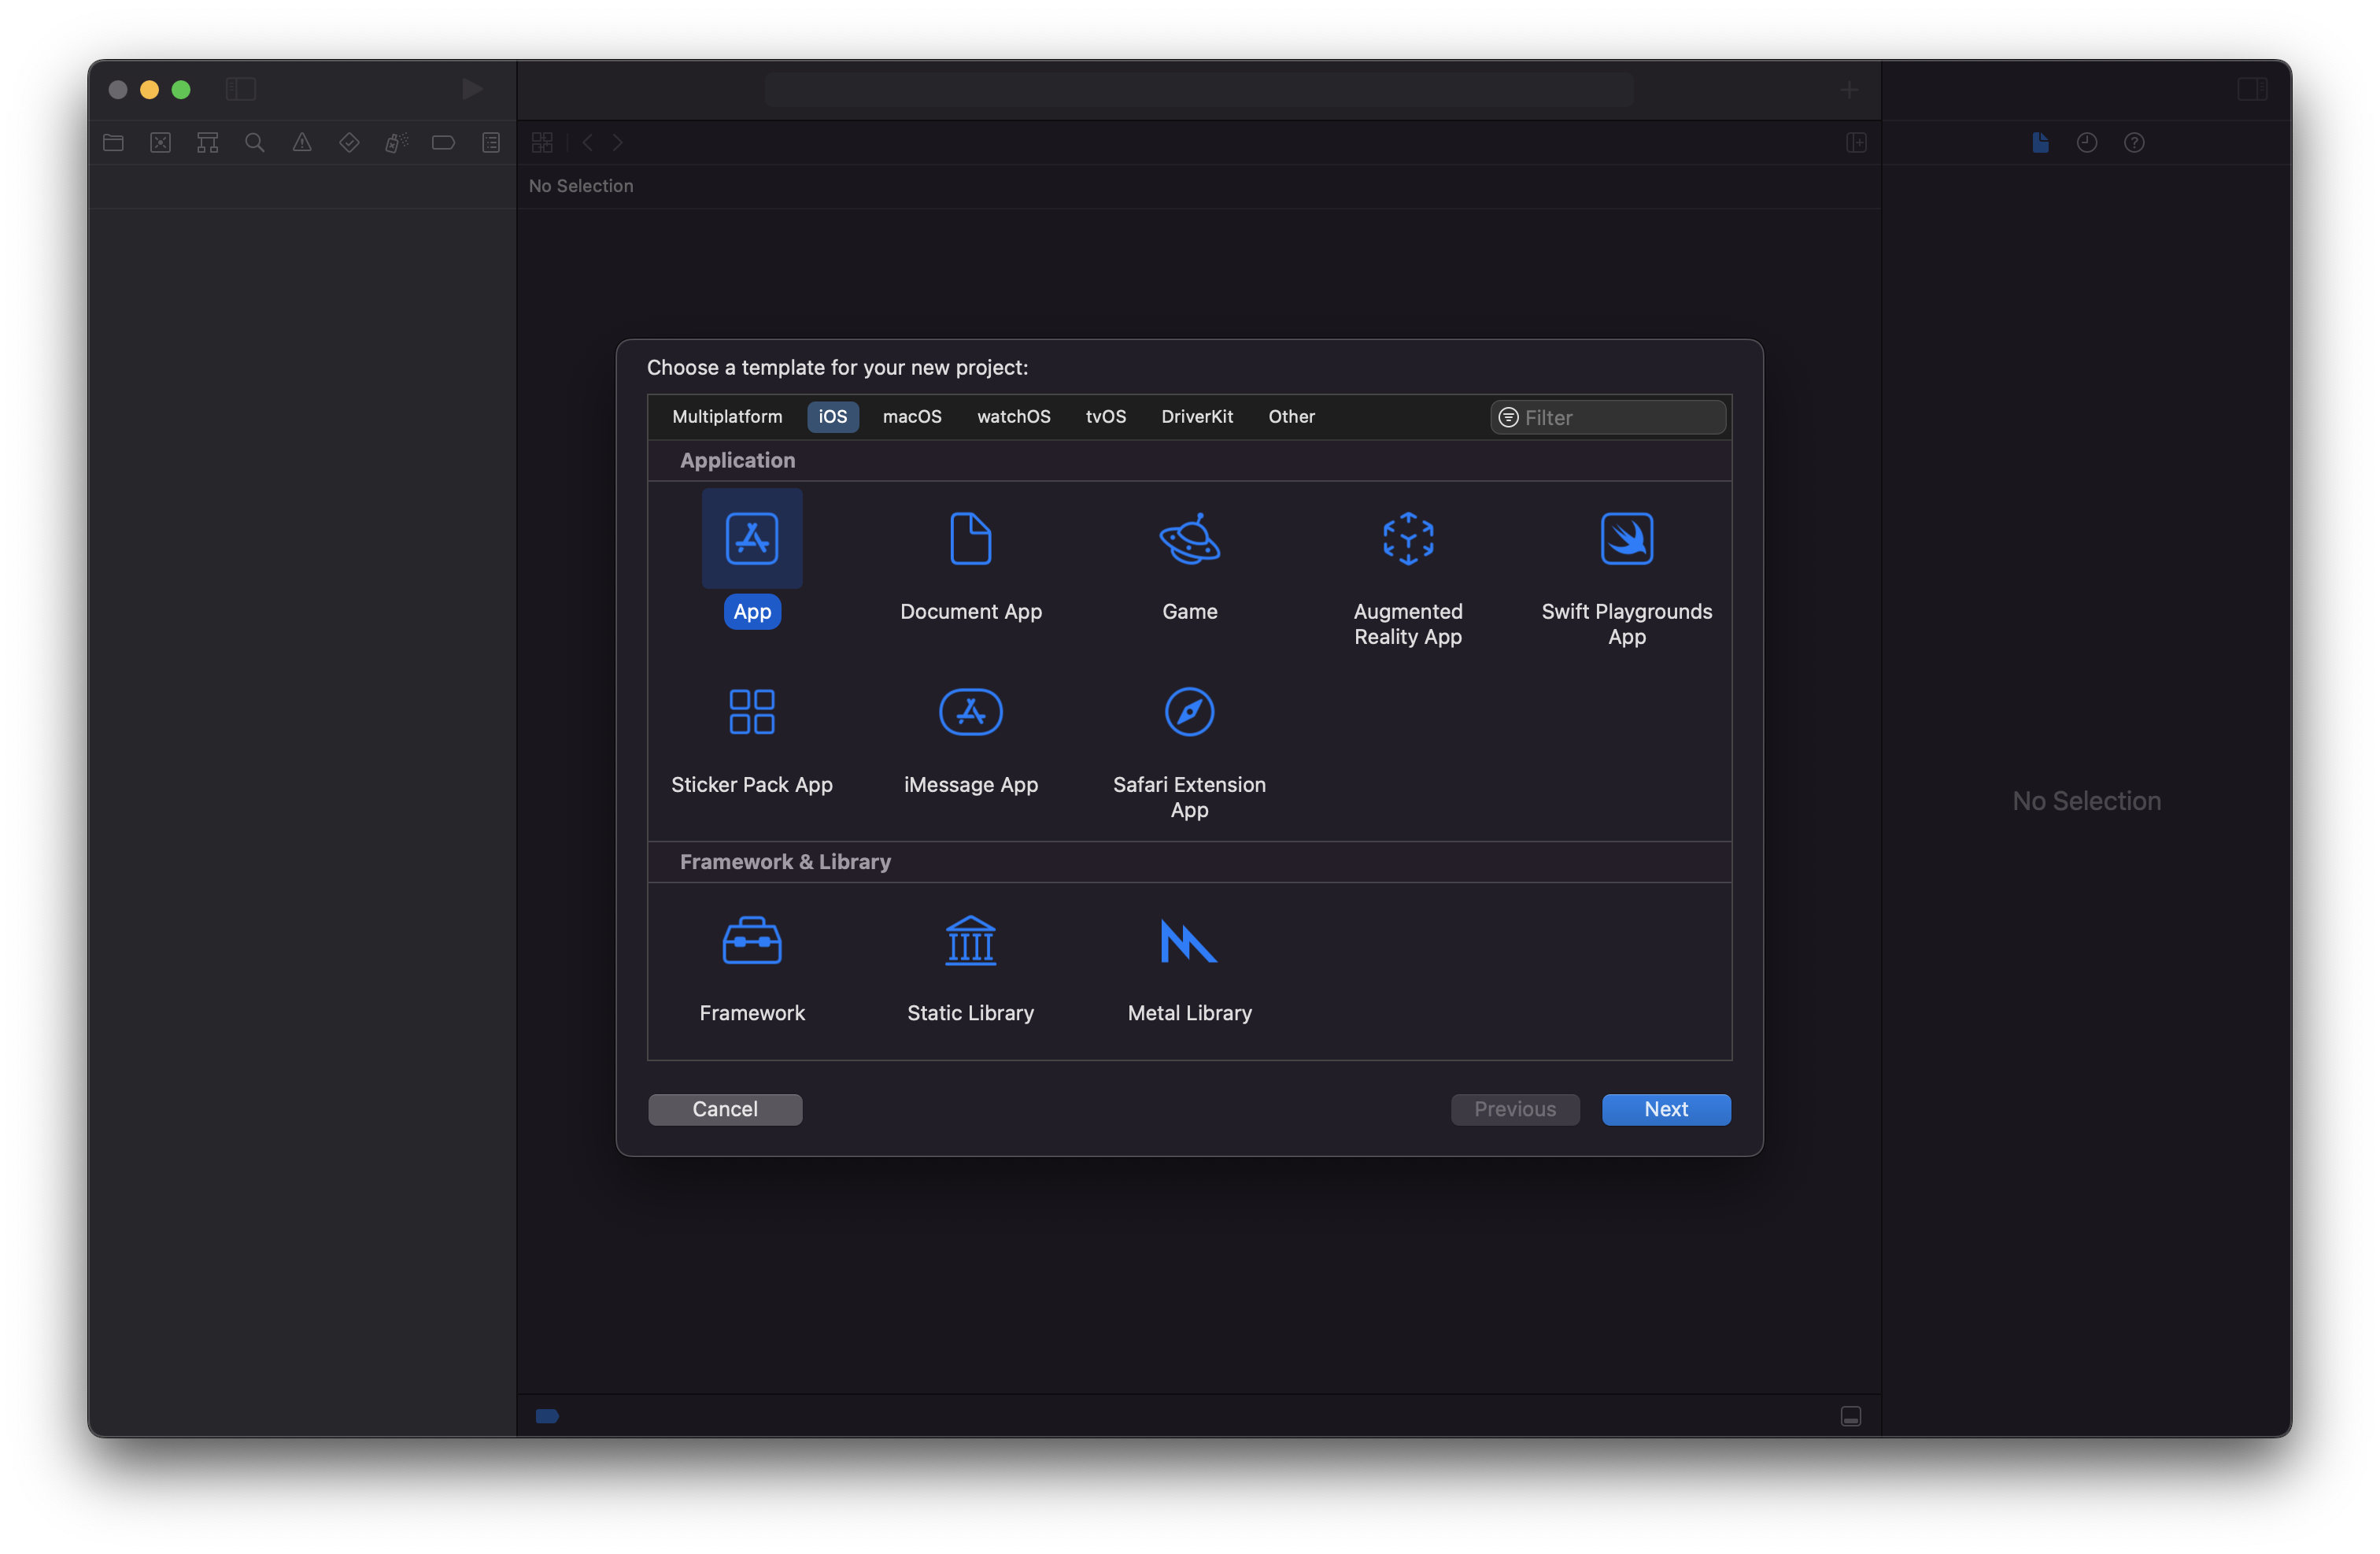 No Selection
Choose a template for your new project:
Multiplatform iOS macOS watchOS tvOS DriverKit Other Filter
Application
App Document App Game Augmented Reality App Swift Playgrounds App
Sticker Pack App iMessage App Safari Extension App
No Selection
Framework & Library
Framework Static Library Metal Library
Cancel Previous Next